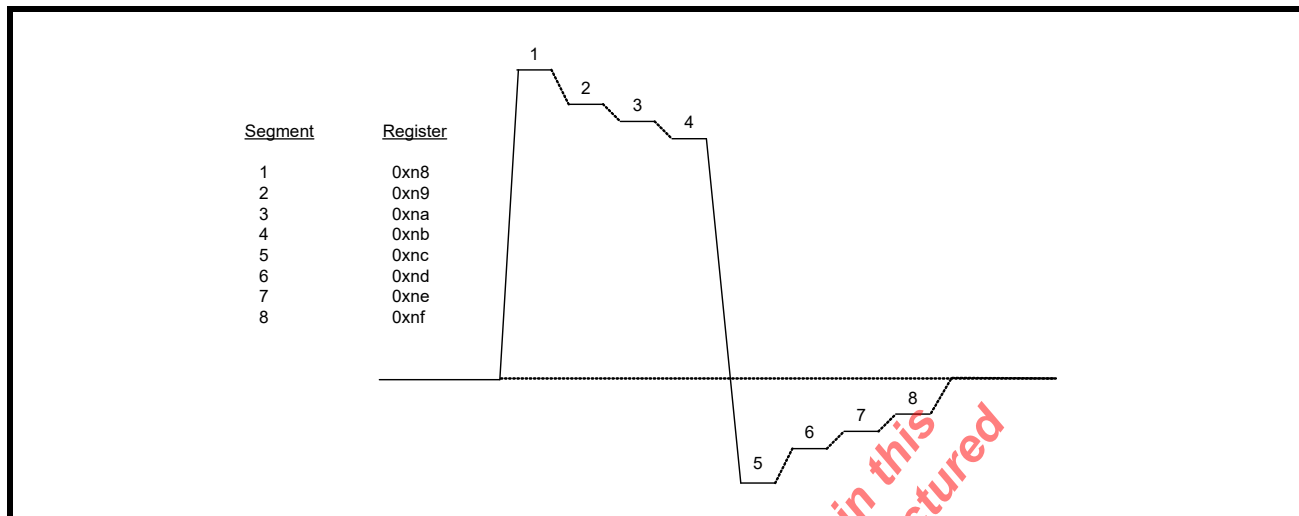 Segment Register
1 0xn8
2 0xn9
3 0xna
4 0xnb
5 0xnc
6 0xnd
7 0xne
8 0xnf
1
2
3
4
5
6
7
8
in this
ctured